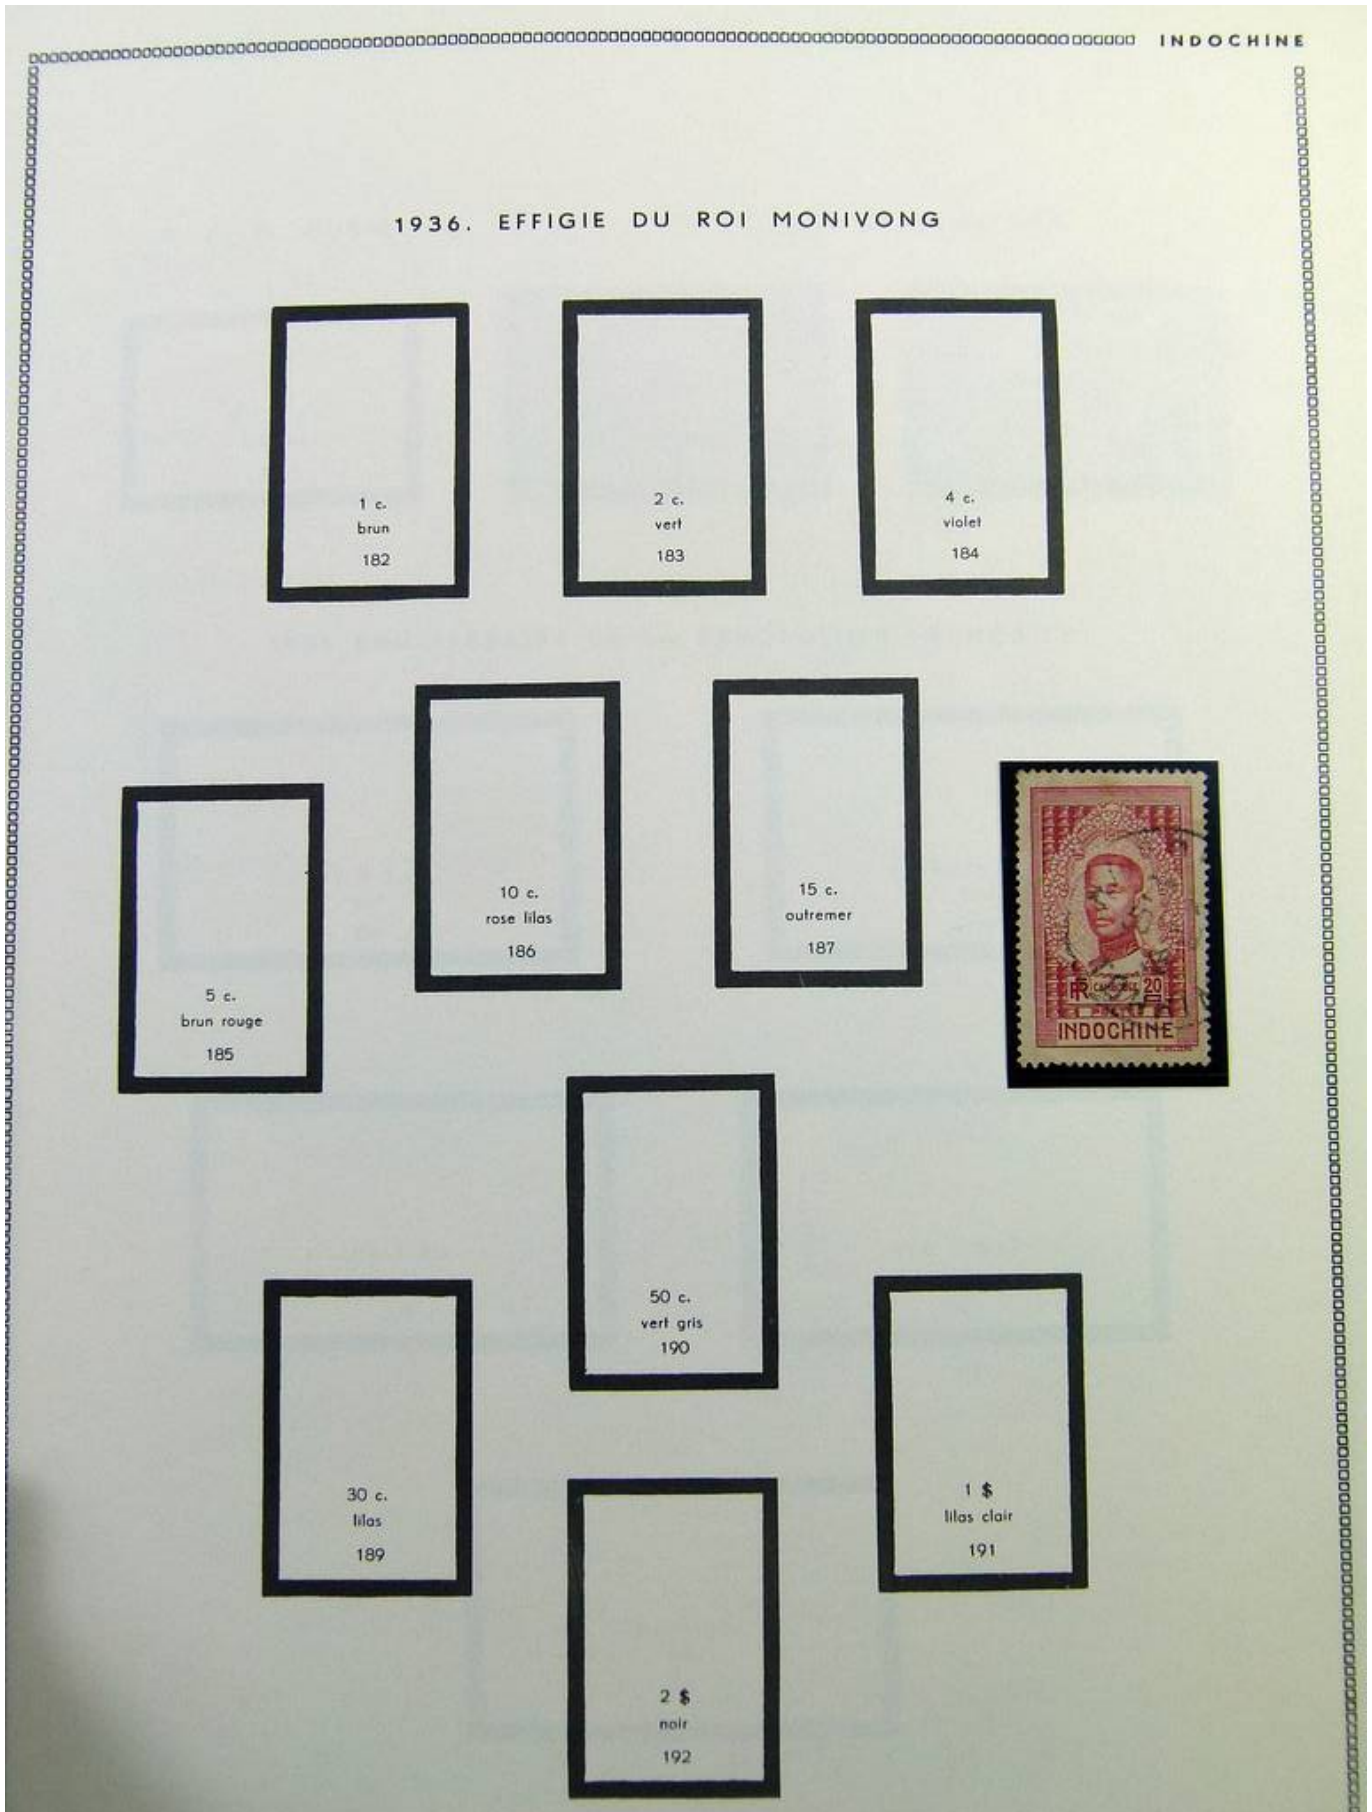 INDOCHINE
1936. EFFIGIE DU ROI MONIVONG
1 c.
brun
182
2 c.
vert
183
4 c.
violet
184
5 c.
brun rouge
185
10 c.
rose lilas
186
15 c.
outremer
187
RF CAMBODGE 20
INDOCHINE
30 c.
lilas
189
50 c.
vert gris
190
1 $
lilas clair
191
2 $
noir
192